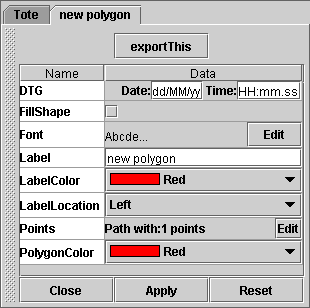 Tote new polygon
exportThis
Name Data
DTG Date: dd/MM/yy Time: HH:mm.ss
FillShape
Font Abcde... Edit
Label new polygon
LabelColor Red
LabelLocation Left
Points Path with:1 points Edit
PolygonColor Red
Close Apply Reset